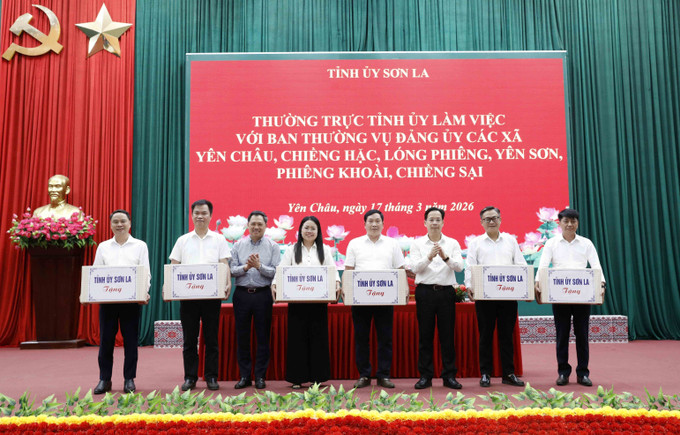 TỈNH ỦY SƠN LA
THƯỜNG TRỰC TỈNH ỦY LÀM VIỆC
VỚI BAN THƯỜNG VỤ ĐẢNG ỦY CÁC XÃ
YÊN CHÂU, CHIỀNG HẶC, LÓNG PHIÊNG, YÊN SƠN,
PHIÊNG KHOÀI, CHIỀNG SẠI
Yên Châu, ngày 17 tháng 3 năm 2026
TỈNH ỦY SƠN LA
Tặng
TỈNH ỦY SƠN LA
Tặng
TỈNH ỦY SƠN LA
Tặng
TỈNH ỦY SƠN LA
Tặng
TỈNH ỦY SƠN LA
Tặng
TỈNH ỦY SƠN LA
Tặng